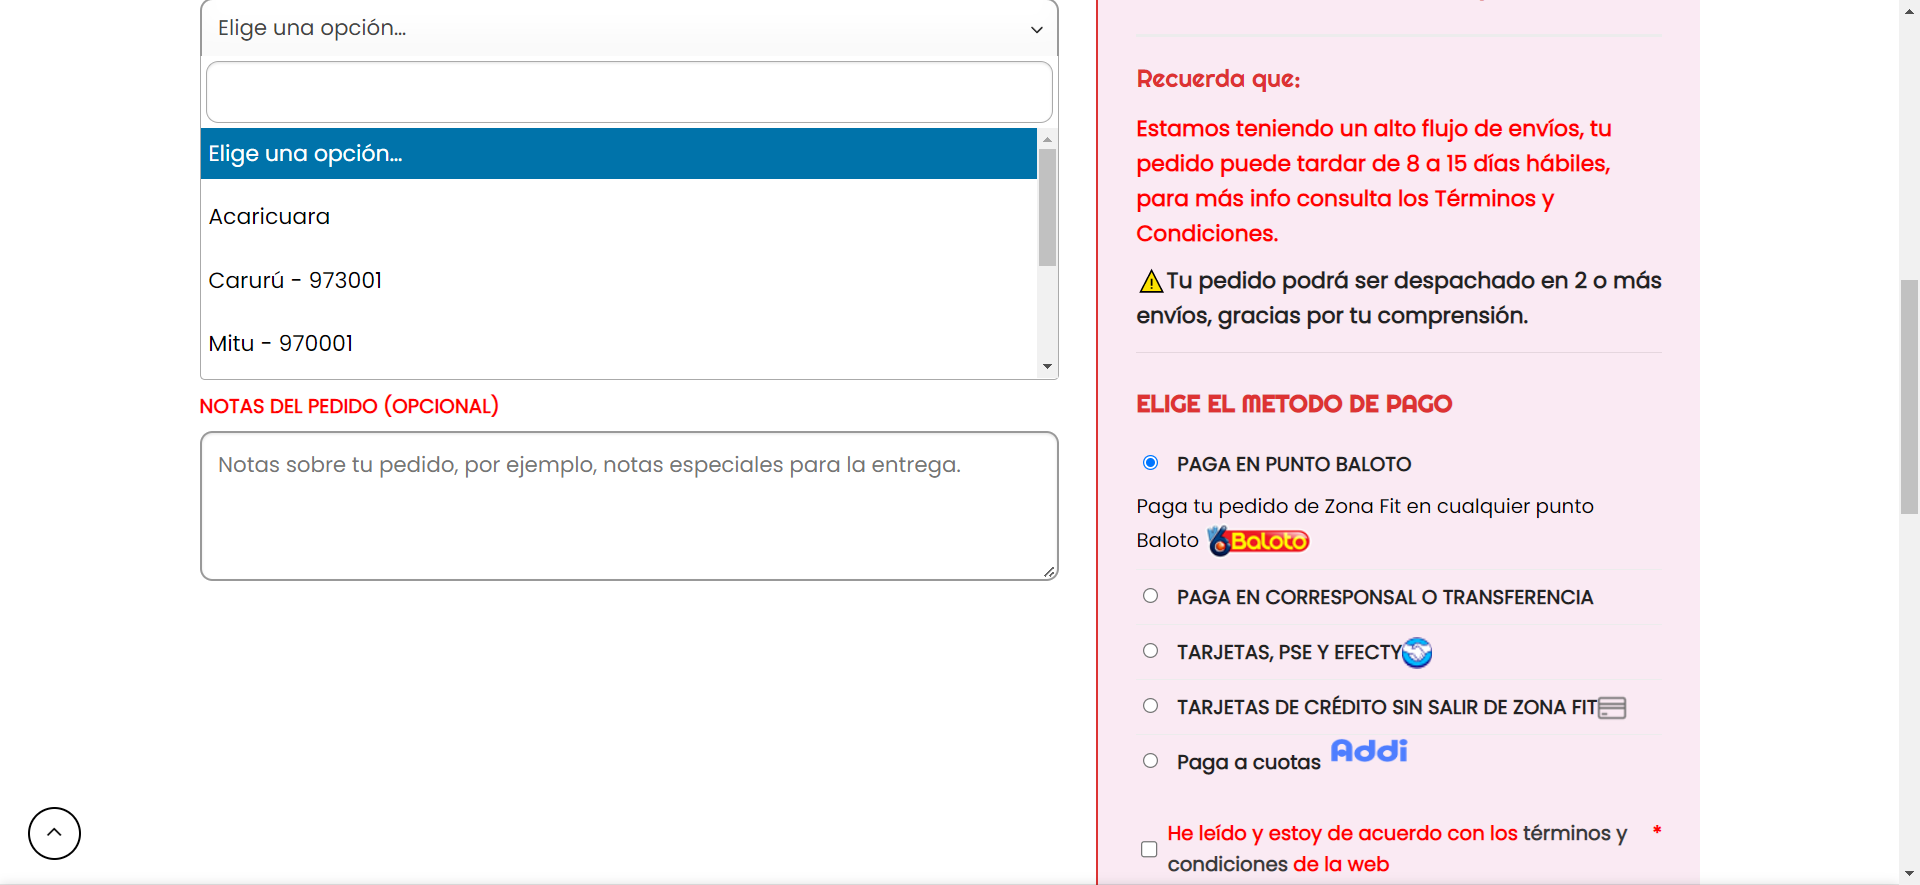 Elige una opción...
Elige una opción...
Acaricuara
Carurú - 973001
Mitu - 970001
NOTAS DEL PEDIDO (OPCIONAL)
Notas sobre tu pedido, por ejemplo, notas especiales para la entrega.
Recuerda que:
Estamos teniendo un alto flujo de envíos, tu
pedido puede tardar de 8 a 15 días hábiles,
para más info consulta los Términos y
Condiciones.
Tu pedido podrá ser despachado en 2 o más
envíos, gracias por tu comprensión.
ELIGE EL METODO DE PAGO
PAGA EN PUNTO BALOTO
Paga tu pedido de Zona Fit en cualquier punto
Baloto Baloto
PAGA EN CORRESPONSAL O TRANSFERENCIA
TARJETAS, PSE Y EFECTY
TARJETAS DE CRÉDITO SIN SALIR DE ZONA FIT
Paga a cuotas Addi
He leído y estoy de acuerdo con los términos y *
condiciones de la web